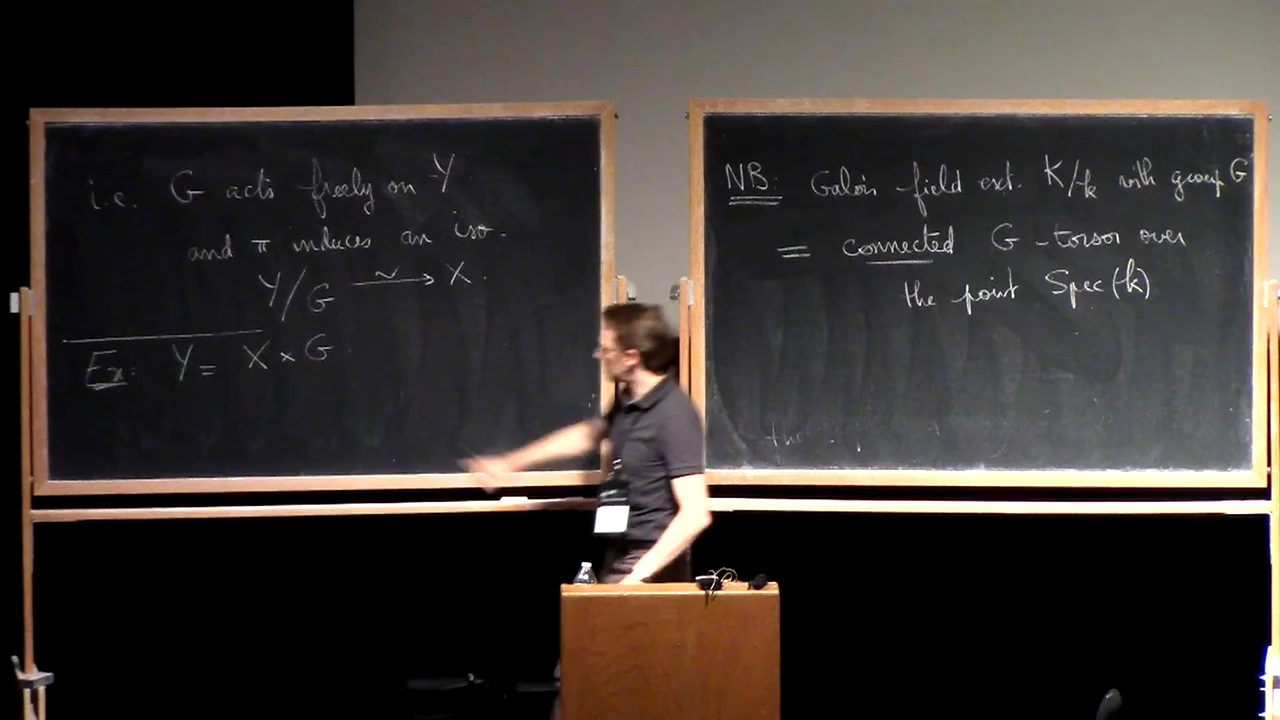 i.e. G acts freely on Y
and π induces an iso.
Y/G ⥲ X.
Ex: Y = X × G
NB: Galois field ext. K/k with group G
= connected G-torsor over
the point Spec(k)
the